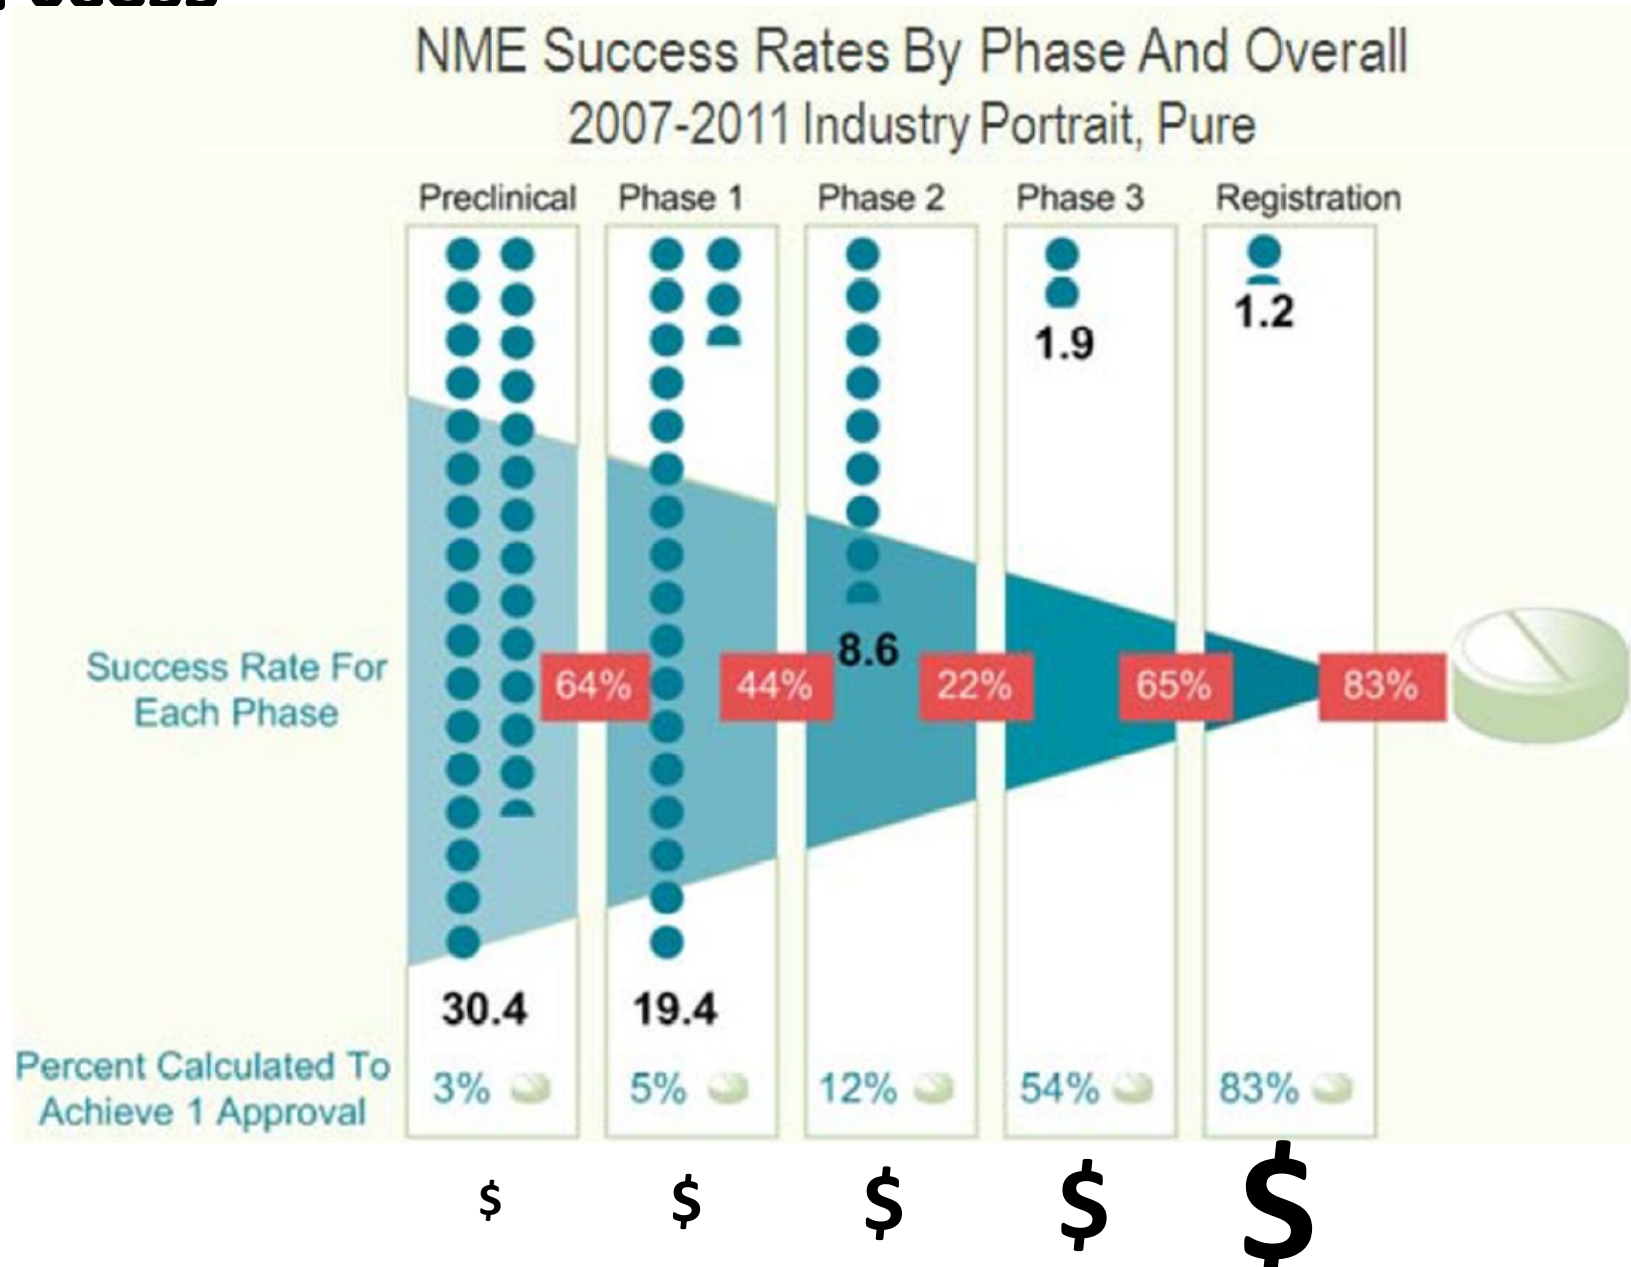 NME Success Rates By Phase And Overall
2007-2011 Industry Portrait, Pure
Preclinical Phase 1 Phase 2 Phase 3 Registration
1.2
1.9
8.6
Success Rate For
Each Phase
64% 44% 22% 65% 83%
30.4 19.4
Percent Calculated To
Achieve 1 Approval
3% 5% 12% 54% 83%
$ $ $ $ $